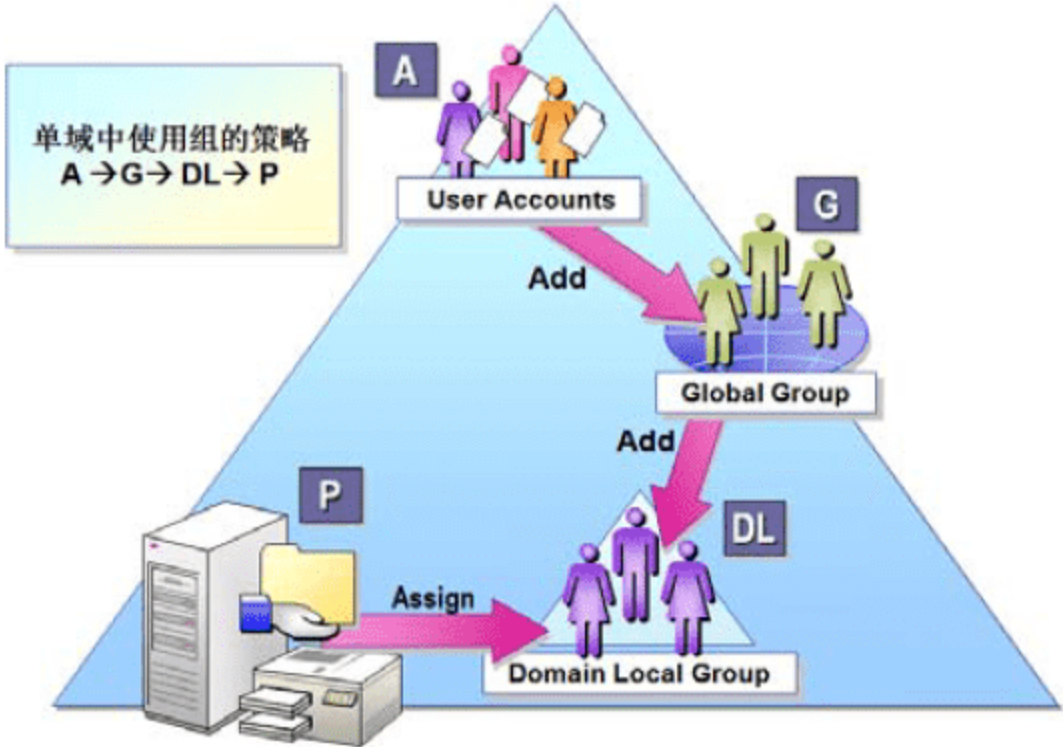 单域中使用组的策略
A →G→ DL→ P
A
User Accounts
G
Add
Global Group
Add
P
DL
Assign
Domain Local Group